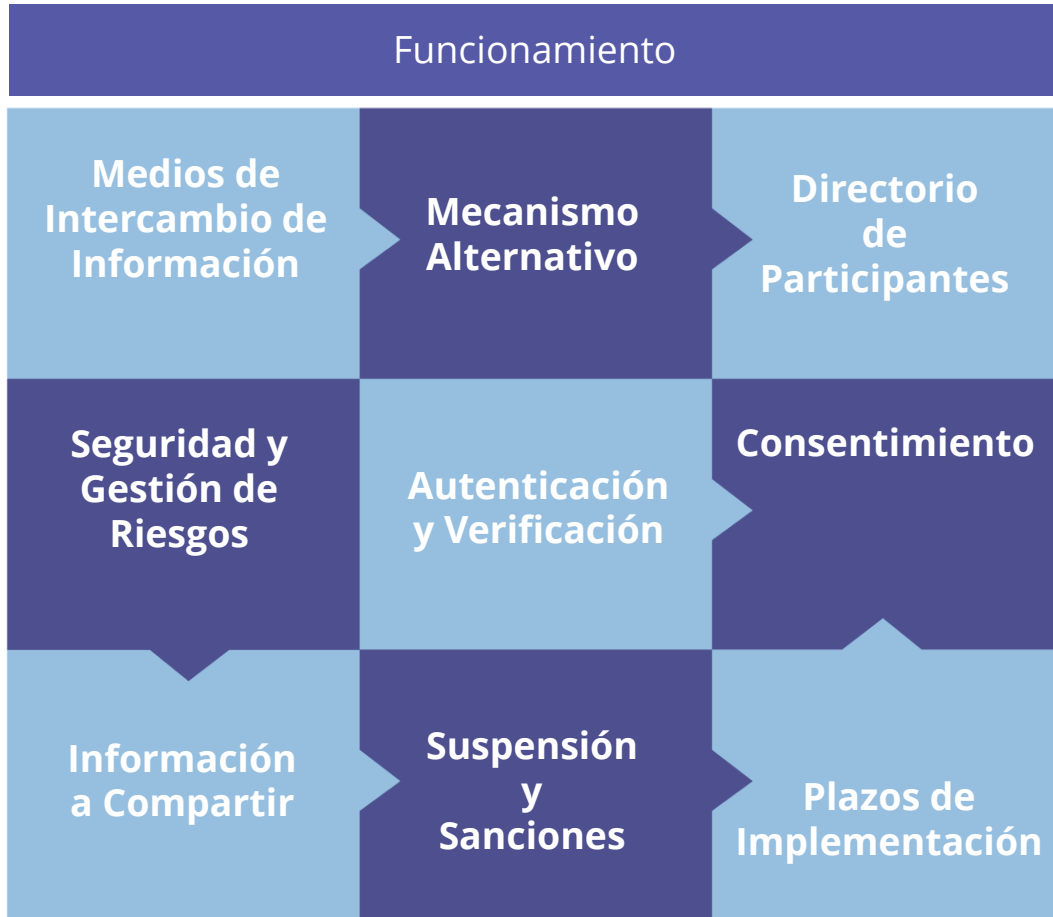 Funcionamiento
Medios de
Intercambio de
Información
Mecanismo
Alternativo
Directorio
de
Participantes
Seguridad y
Gestión de
Riesgos
Autenticación
y Verificación
Consentimiento
Información
a Compartir
Suspensión
y
Sanciones
Plazos de
Implementación